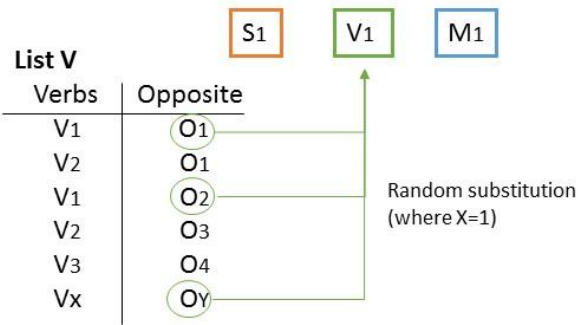 S1 V1 M1
List V
Verbs Opposite
V1 O1
V2 O1
V1 O2
V2 O3
V3 O4
Vx OY
Random substitution
(where X=1)